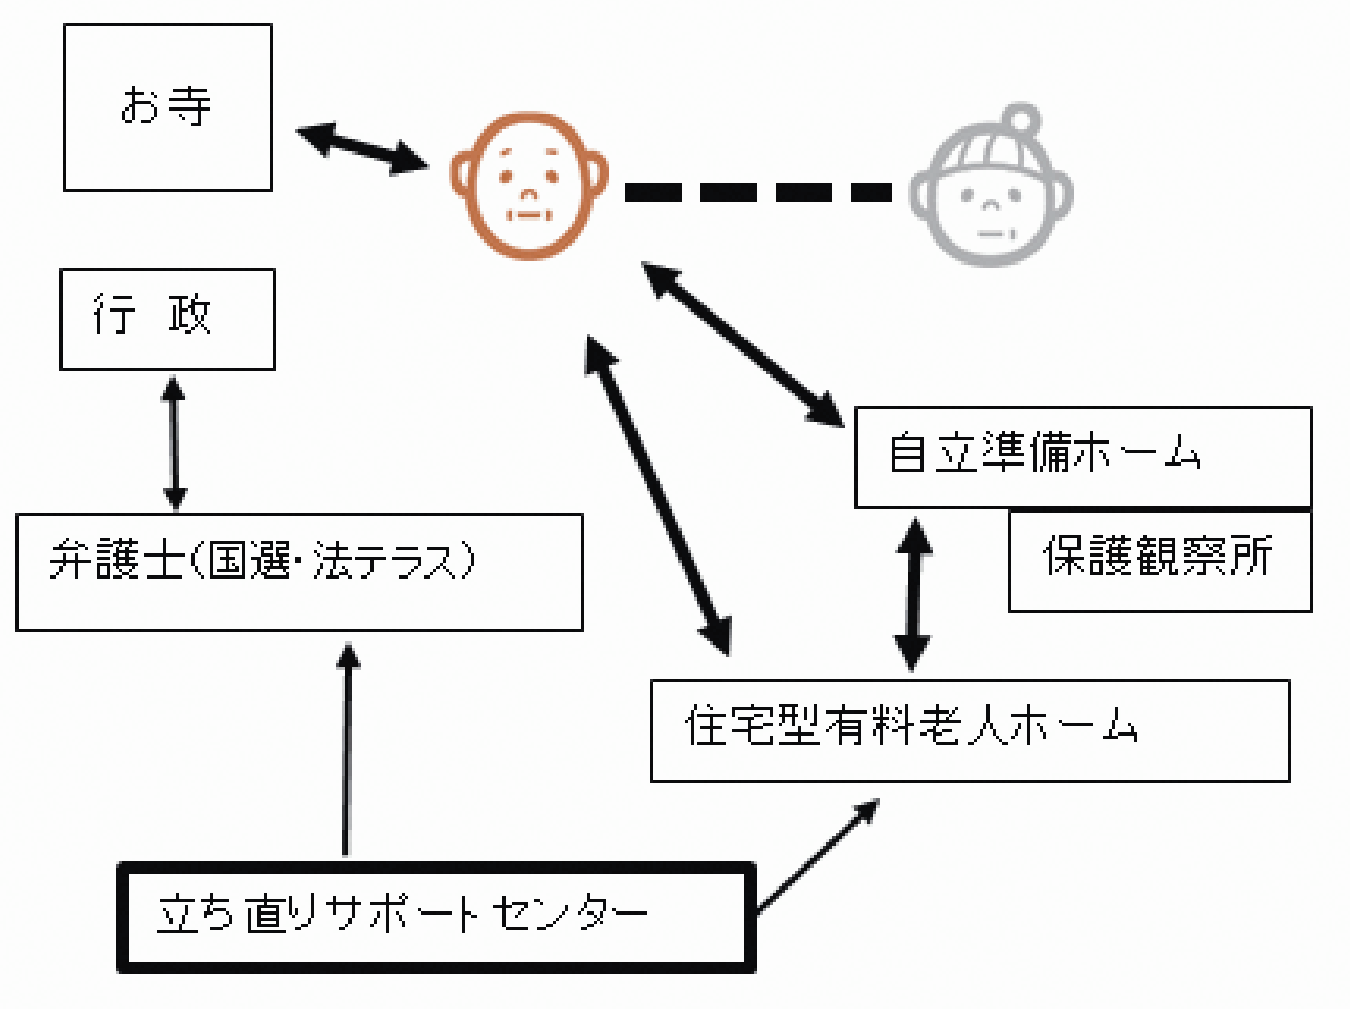 お寺
行 政
弁護士(国選・法テラス)
自立準備ホーム
保護観察所
住宅型有料老人ホーム
立ち直りサポートセンター